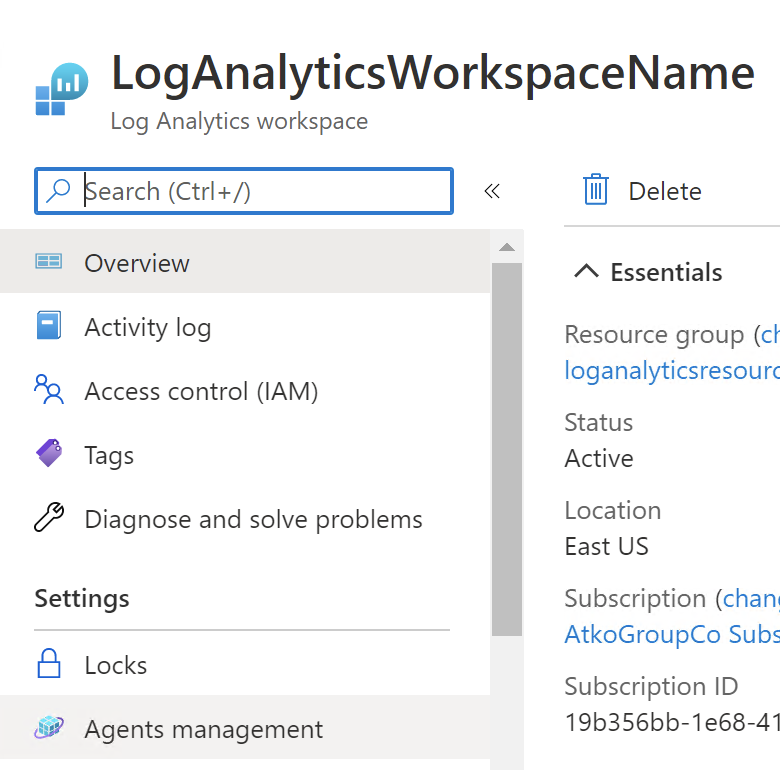 LogAnalyticsWorkspaceName
Log Analytics workspace
Search (Ctrl+/)
«
Delete
Overview
Activity log
Access control (IAM)
Tags
Diagnose and solve problems
Settings
Locks
Agents management
Essentials
Resource group (ch
loganalyticsresourc
Status
Active
Location
East US
Subscription (chang
AtkoGroupCo Subs
Subscription ID
19b356bb-1e68-41